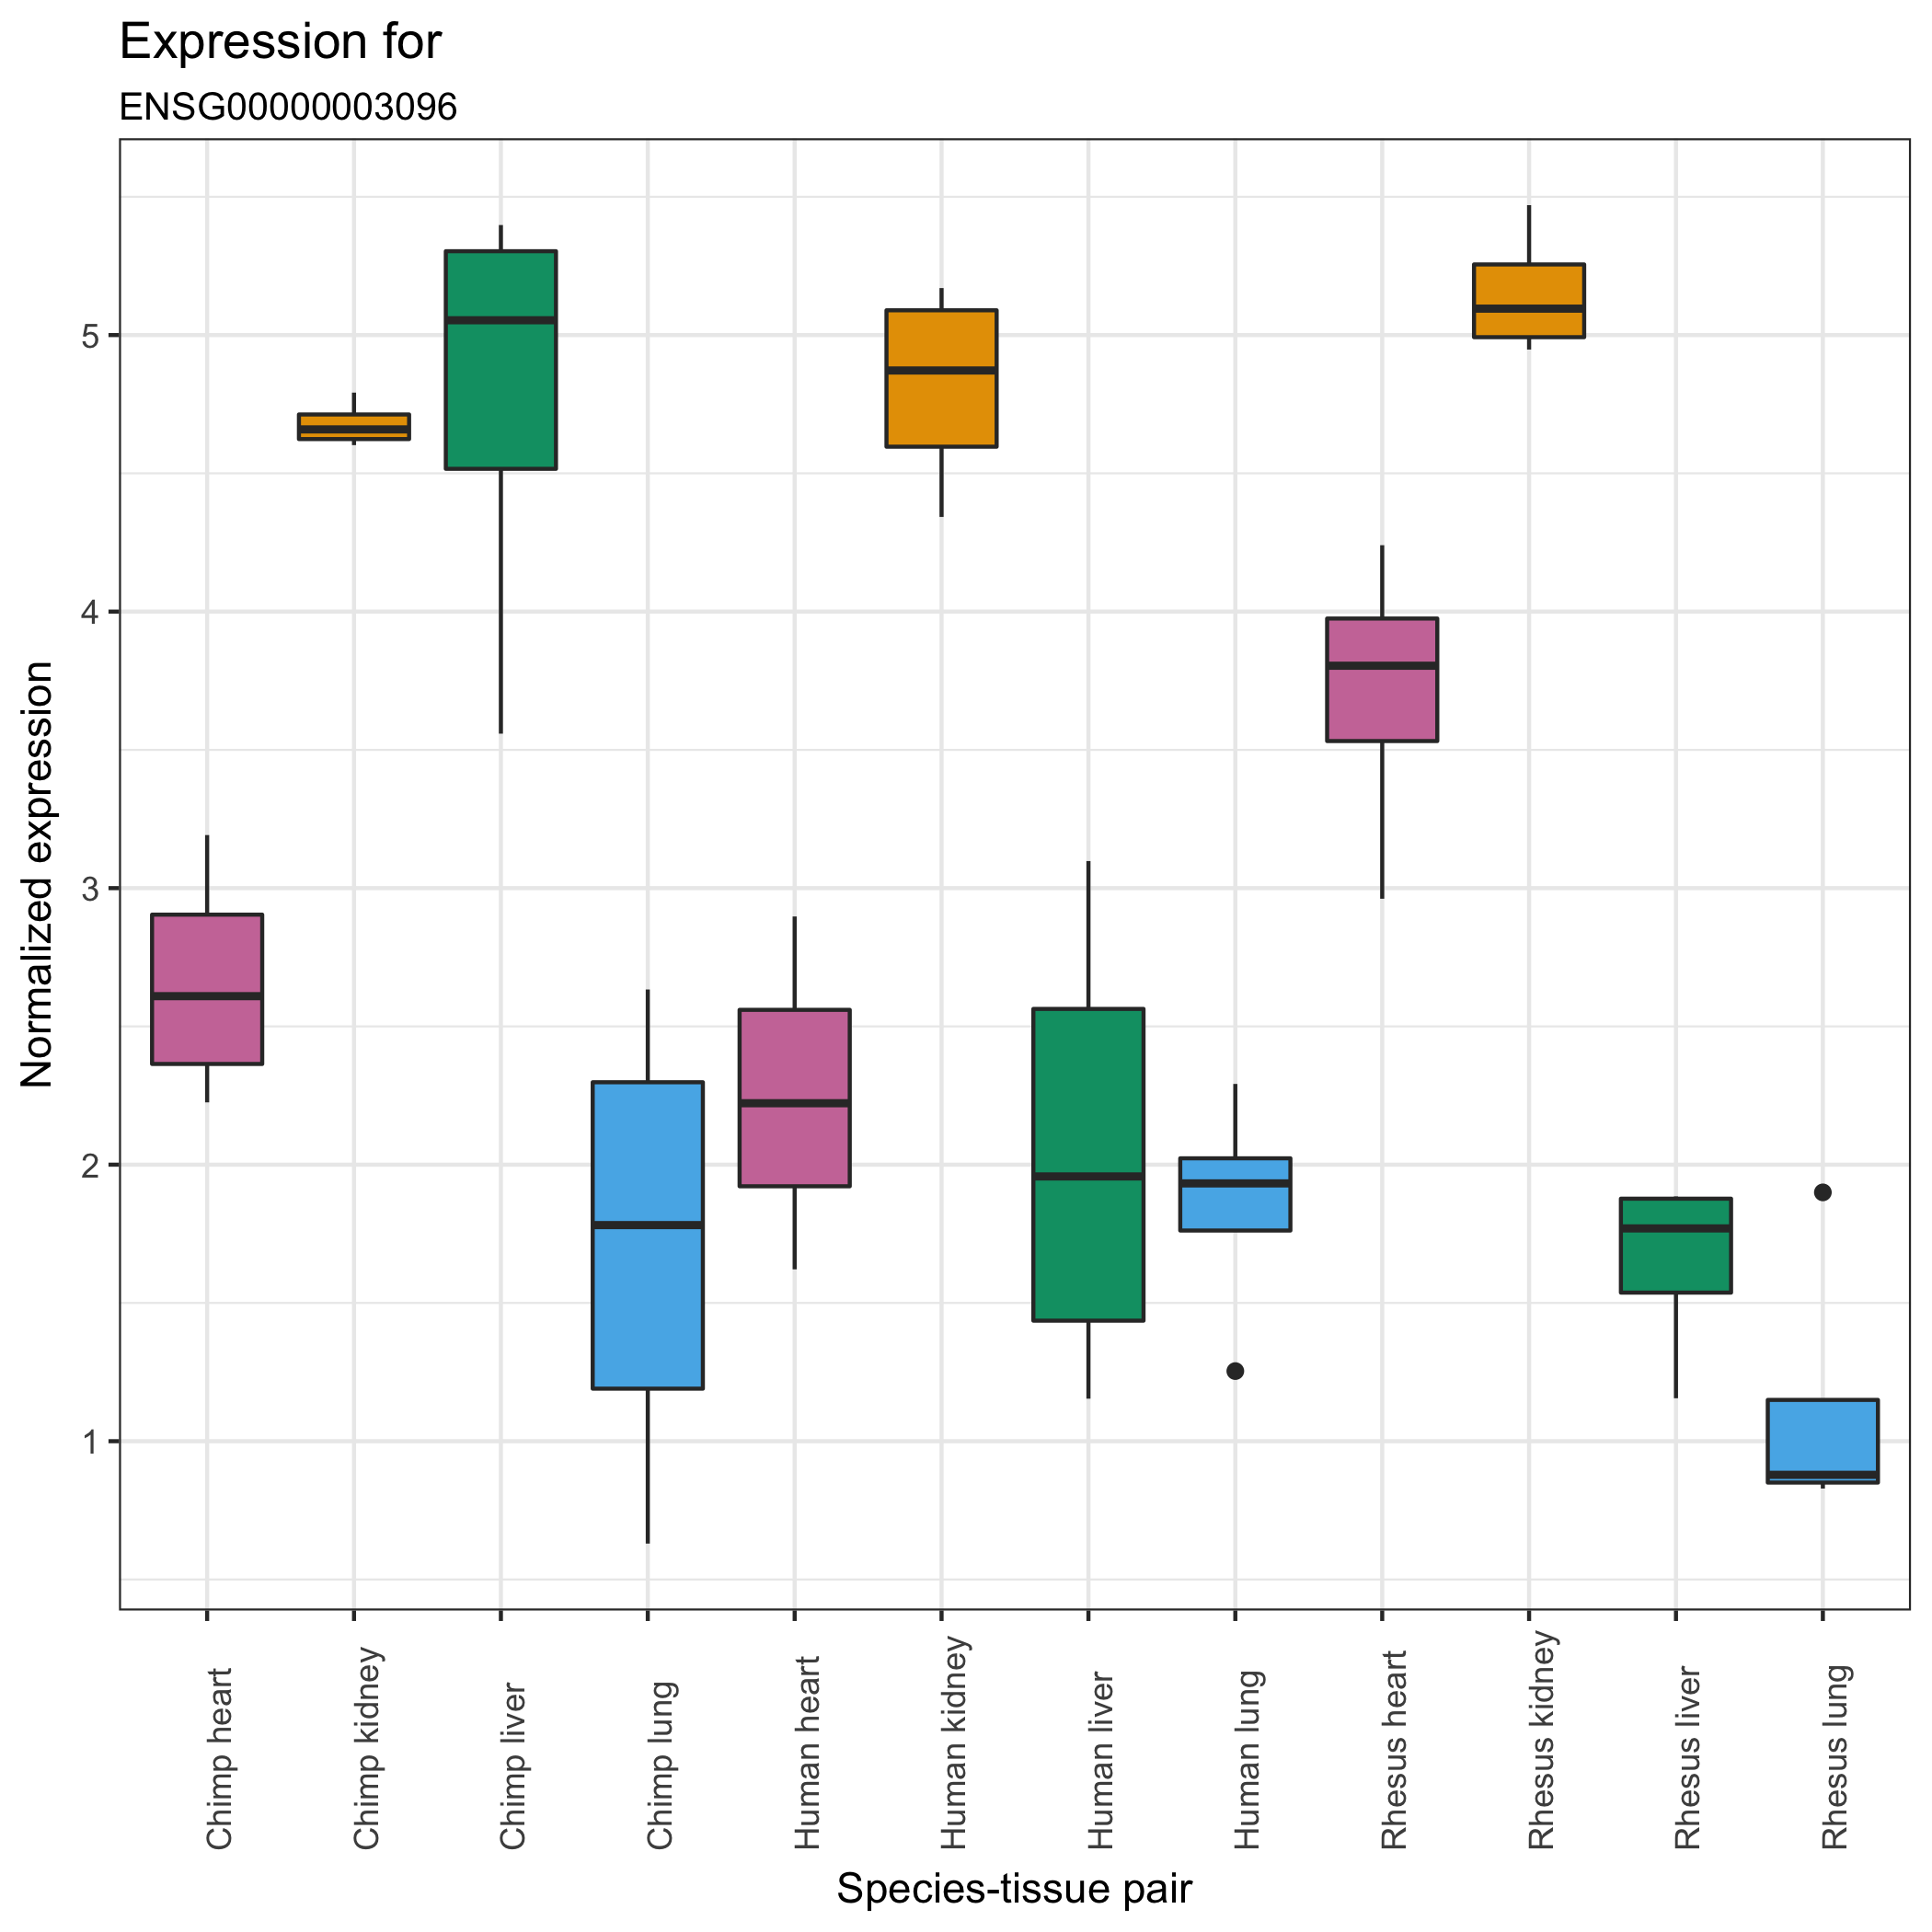 Expression for
ENSG00000003096
Normalized expression
5
4
3
2
1
Chimp heart
Chimp kidney
Chimp liver
Chimp lung
Human heart
Human kidney
Human liver
Human lung
Rhesus heart
Rhesus kidney
Rhesus liver
Rhesus lung
Species-tissue pair